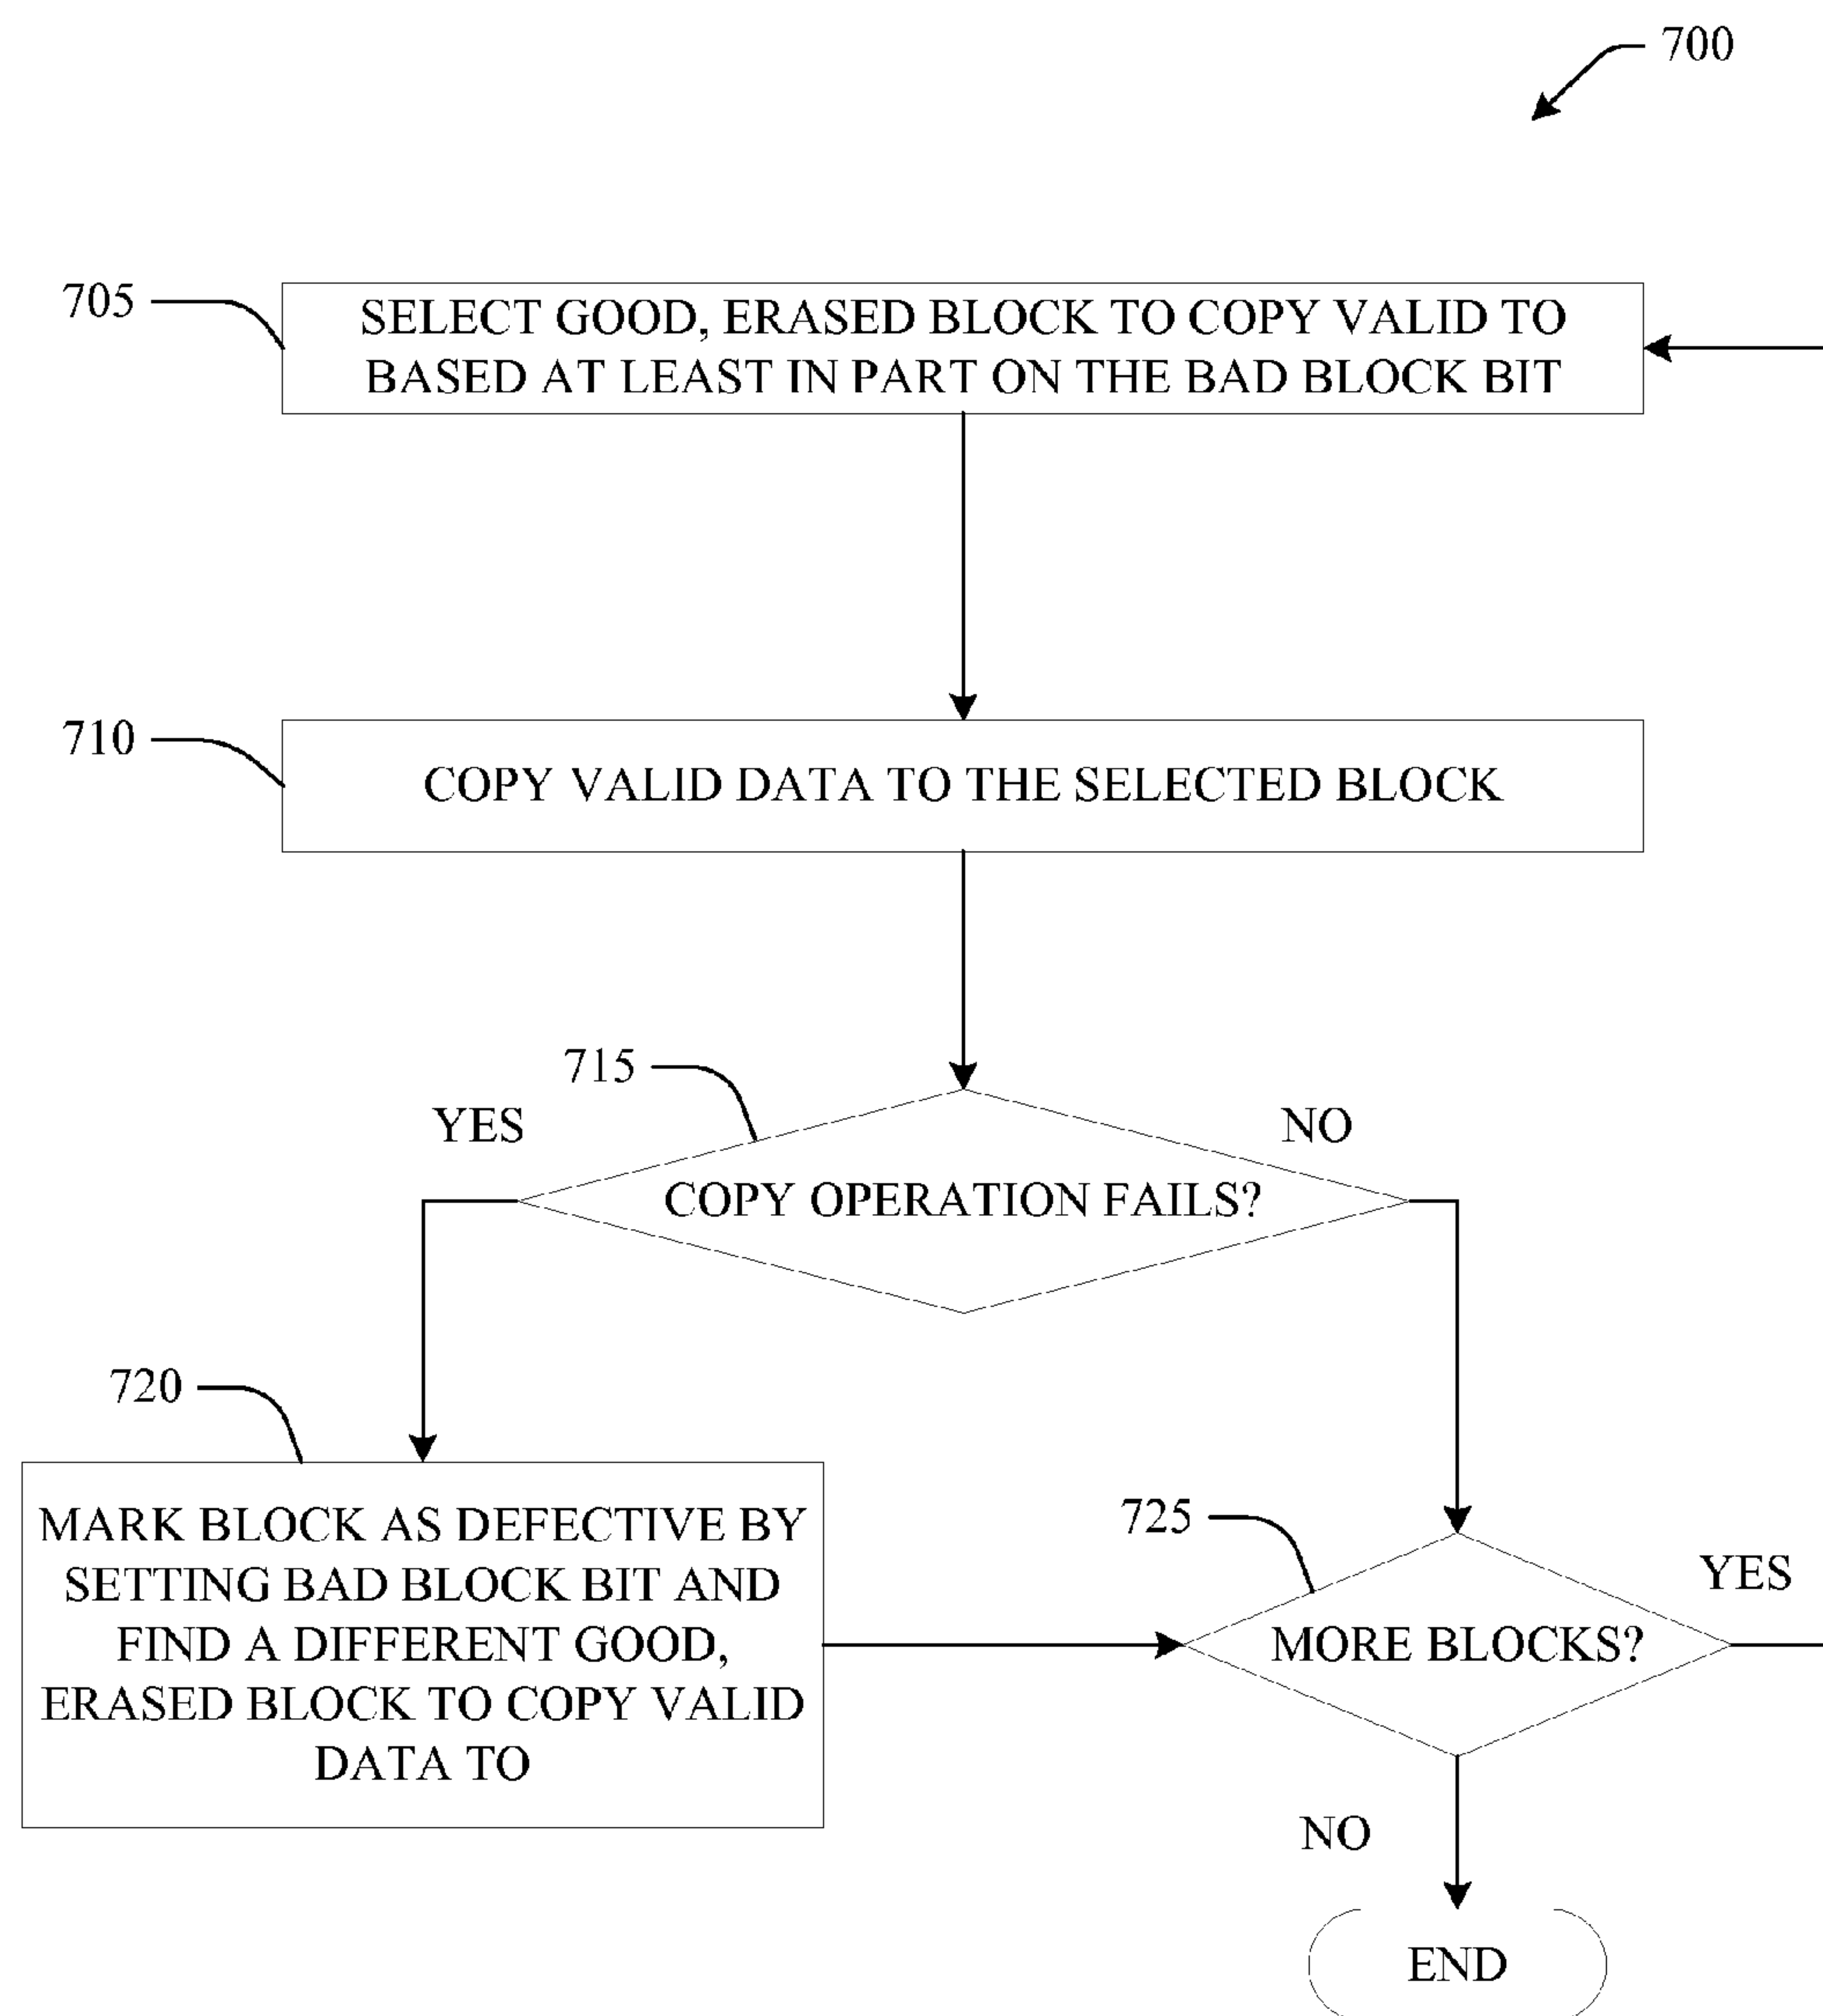 700
705
SELECT GOOD, ERASED BLOCK TO COPY VALID TO
BASED AT LEAST IN PART ON THE BAD BLOCK BIT
710
COPY VALID DATA TO THE SELECTED BLOCK
715
YES
NO
COPY OPERATION FAILS?
720
MARK BLOCK AS DEFECTIVE BY
SETTING BAD BLOCK BIT AND
FIND A DIFFERENT GOOD,
ERASED BLOCK TO COPY VALID
DATA TO
725
YES
MORE BLOCKS?
NO
END